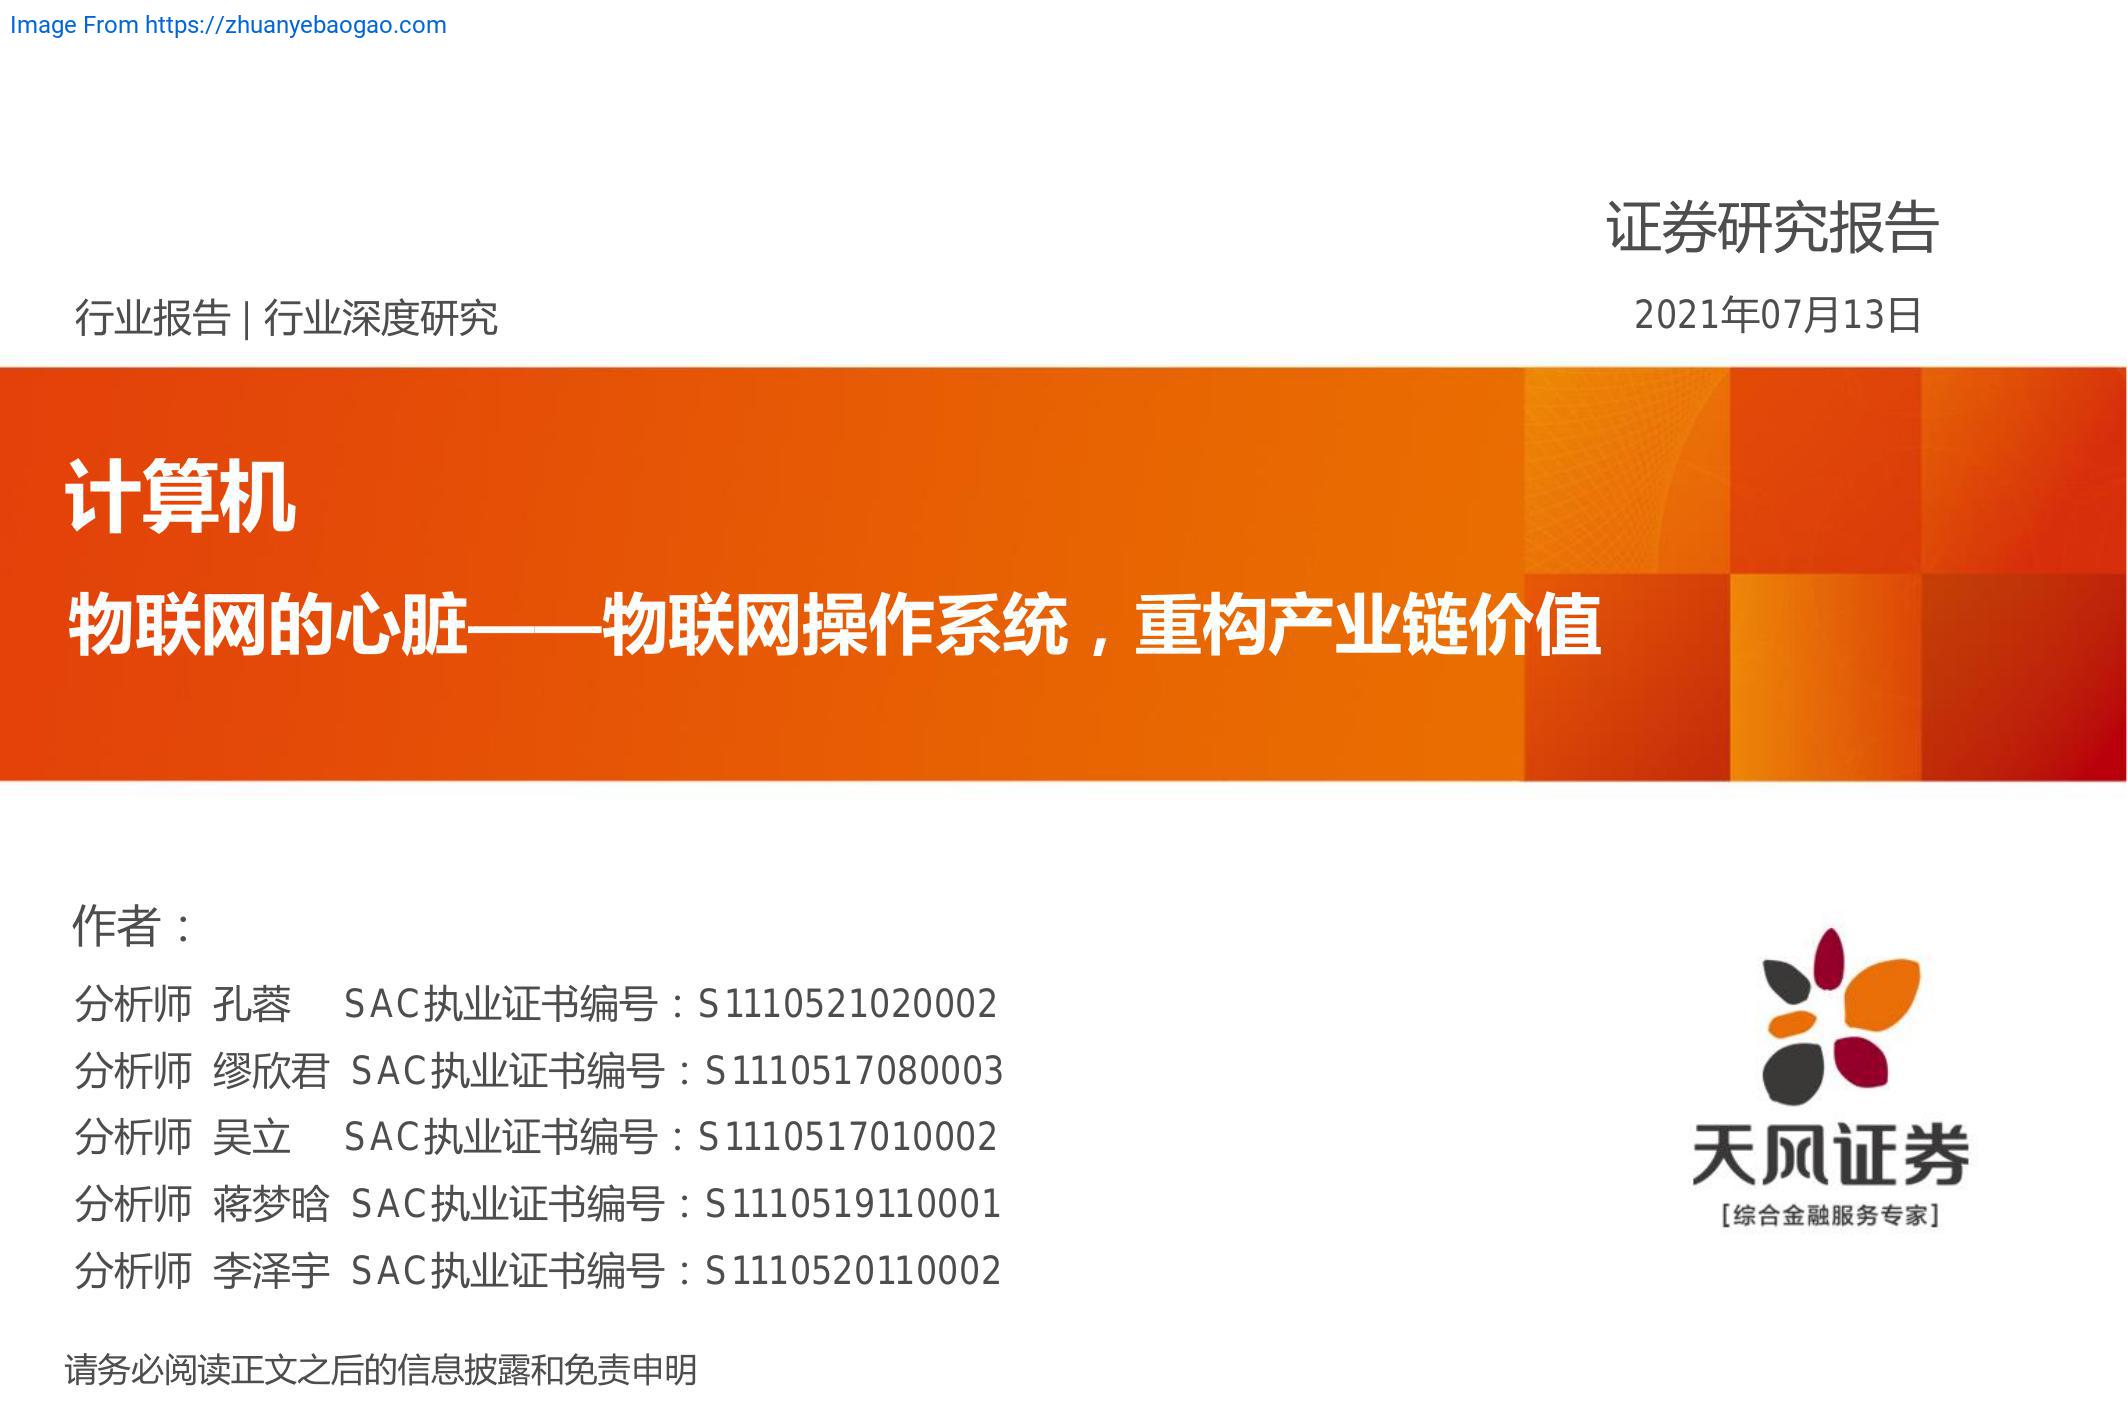 Image From https://zhuanyebaogao.com
证券研究报告
行业报告 | 行业深度研究
2021年07月13日
计算机
物联网的心脏——物联网操作系统，重构产业链价值
作者：
分析师 孔蓉 SAC执业证书编号：S1110521020002
分析师 缪欣君 SAC执业证书编号：S1110517080003
分析师 吴立 SAC执业证书编号：S1110517010002
分析师 蒋梦晗 SAC执业证书编号：S1110519110001
分析师 李泽宇 SAC执业证书编号：S1110520110002
天风证券
[综合金融服务专家]
请务必阅读正文之后的信息披露和免责申明